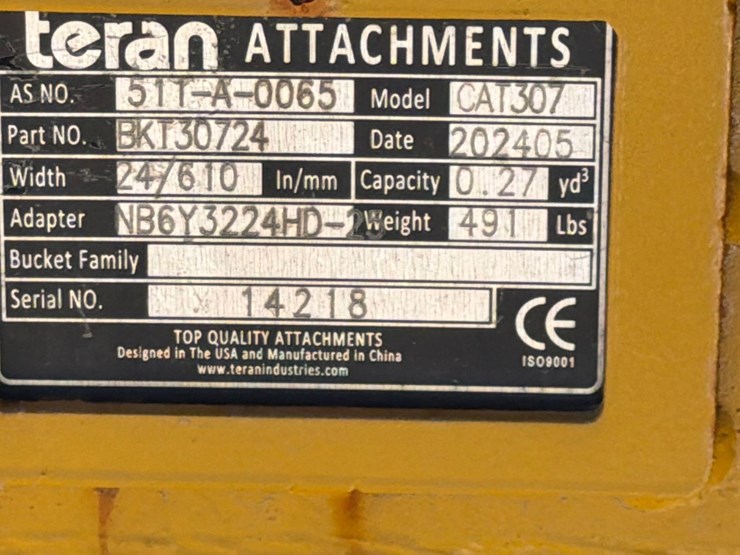 teran ATTACHMENTS
AS NO. 51T-A-0065 Model CAT307
Part NO. BKT30724 Date 202405
Width 24/610 In/mm Capacity 0.27 yd³
Adapter NB6Y3224HD-25 Weight 491 Lbs
Bucket Family
Serial NO. 14218
CE
ISO9001
TOP QUALITY ATTACHMENTS
Designed in The USA and Manufactured in China
www.teranindustries.com